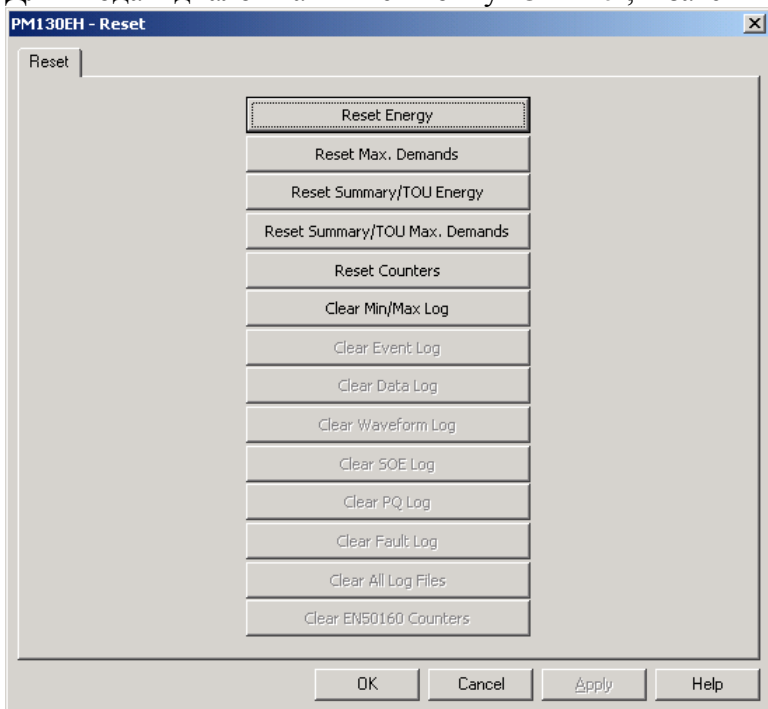 PM130EH - Reset
Reset
Reset Energy
Reset Max. Demands
Reset Summary/TOU Energy
Reset Summary/TOU Max. Demands
Reset Counters
Clear Min/Max Log
Clear Event Log
Clear Data Log
Clear Waveform Log
Clear SOE Log
Clear PQ Log
Clear Fault Log
Clear All Log Files
Clear EN50160 Counters
OK Cancel Apply Help